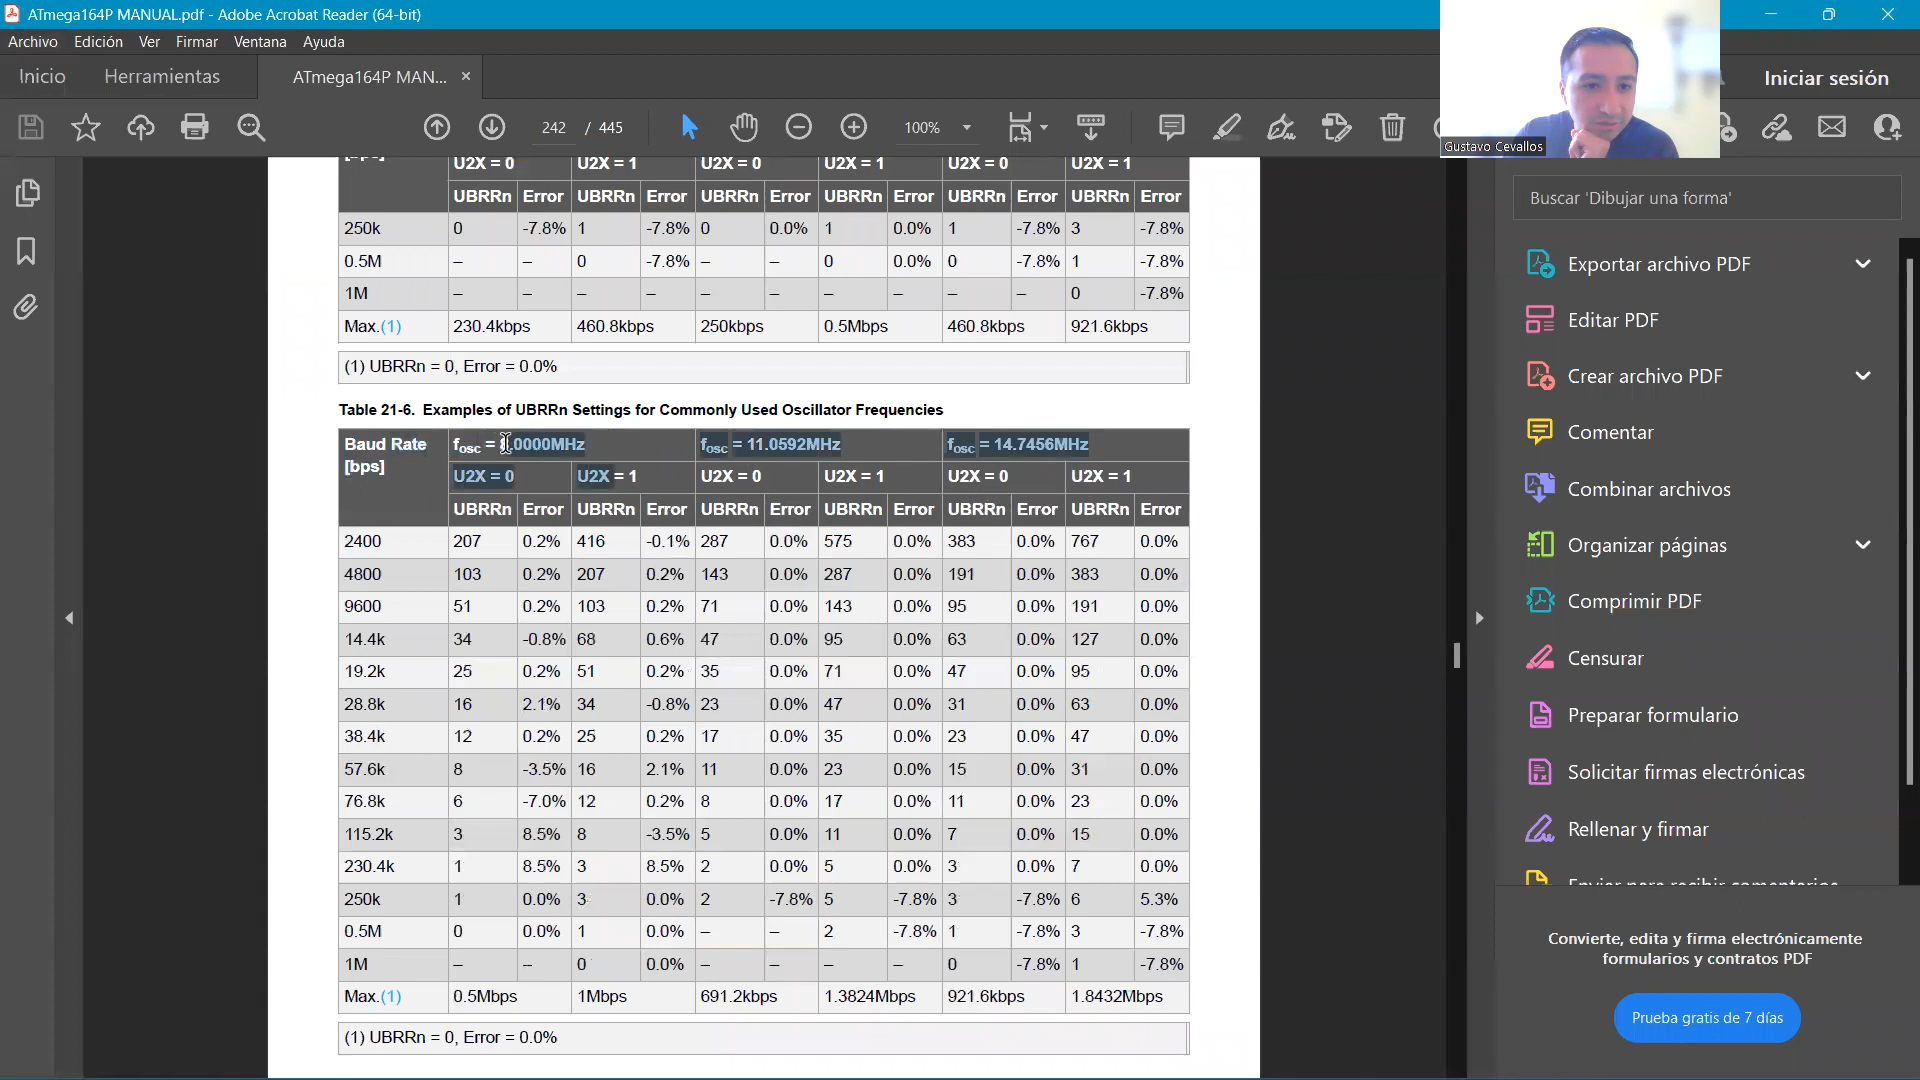 ATmega164P MANUAL.pdf - Adobe Acrobat Reader (64-bit)
Archivo Edición Ver Firmar Ventana Ayuda
Inicio Herramientas ATmega164P MAN... Iniciar sesión
242 / 445 100%
Gustavo Cevallos
[bps] U2X = 0 U2X = 1 U2X = 0 U2X = 1 U2X = 0 U2X = 1
UBRRn Error UBRRn Error UBRRn Error UBRRn Error UBRRn Error UBRRn Error
250k 0 -7.8% 1 -7.8% 0 0.0% 1 0.0% 1 -7.8% 3 -7.8%
0.5M – – 0 -7.8% – – 0 0.0% 0 -7.8% 1 -7.8%
1M – – – – – – – – – – 0 -7.8%
Max.(1) 230.4kbps 460.8kbps 250kbps 0.5Mbps 460.8kbps 921.6kbps
(1) UBRRn = 0, Error = 0.0%
Table 21-6. Examples of UBRRn Settings for Commonly Used Oscillator Frequencies
Baud Rate fosc = .0000MHz fosc = 11.0592MHz fosc = 14.7456MHz
[bps] U2X = 0 U2X = 1 U2X = 0 U2X = 1 U2X = 0 U2X = 1
UBRRn Error UBRRn Error UBRRn Error UBRRn Error UBRRn Error UBRRn Error
2400 207 0.2% 416 -0.1% 287 0.0% 575 0.0% 383 0.0% 767 0.0%
4800 103 0.2% 207 0.2% 143 0.0% 287 0.0% 191 0.0% 383 0.0%
9600 51 0.2% 103 0.2% 71 0.0% 143 0.0% 95 0.0% 191 0.0%
14.4k 34 -0.8% 68 0.6% 47 0.0% 95 0.0% 63 0.0% 127 0.0%
19.2k 25 0.2% 51 0.2% 35 0.0% 71 0.0% 47 0.0% 95 0.0%
28.8k 16 2.1% 34 -0.8% 23 0.0% 47 0.0% 31 0.0% 63 0.0%
38.4k 12 0.2% 25 0.2% 17 0.0% 35 0.0% 23 0.0% 47 0.0%
57.6k 8 -3.5% 16 2.1% 11 0.0% 23 0.0% 15 0.0% 31 0.0%
76.8k 6 -7.0% 12 0.2% 8 0.0% 17 0.0% 11 0.0% 23 0.0%
115.2k 3 8.5% 8 -3.5% 5 0.0% 11 0.0% 7 0.0% 15 0.0%
230.4k 1 8.5% 3 8.5% 2 0.0% 5 0.0% 3 0.0% 7 0.0%
250k 1 0.0% 3 0.0% 2 -7.8% 5 -7.8% 3 -7.8% 6 5.3%
0.5M 0 0.0% 1 0.0% – – 2 -7.8% 1 -7.8% 3 -7.8%
1M – – 0 0.0% – – – – 0 -7.8% 1 -7.8%
Max.(1) 0.5Mbps 1Mbps 691.2kbps 1.3824Mbps 921.6kbps 1.8432Mbps
(1) UBRRn = 0, Error = 0.0%
Buscar 'Dibujar una forma'
Exportar archivo PDF
Editar PDF
Crear archivo PDF
Comentar
Combinar archivos
Organizar páginas
Comprimir PDF
Censurar
Preparar formulario
Solicitar firmas electrónicas
Rellenar y firmar
Enviar para recibir comentarios
Convierte, edita y firma electrónicamente
formularios y contratos PDF
Prueba gratis de 7 días